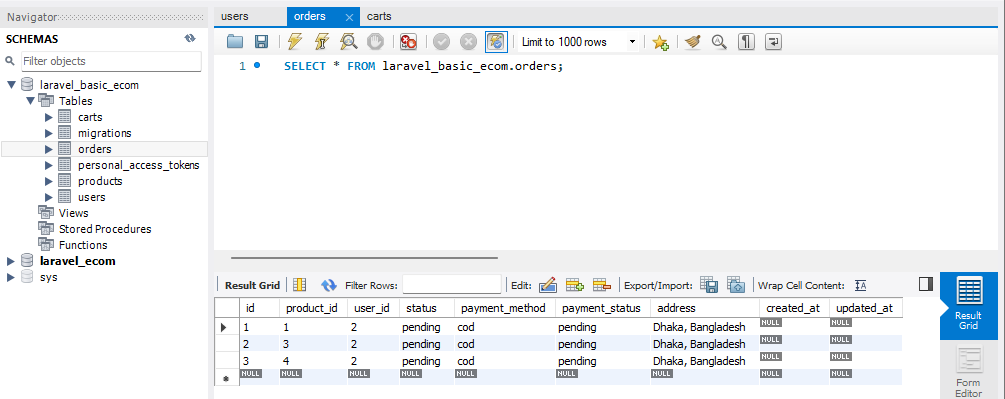 Navigator
SCHEMAS
Filter objects
laravel_basic_ecom
Tables
carts
migrations
orders
personal_access_tokens
products
users
Views
Stored Procedures
Functions
laravel_ecom
sys
users orders carts
Limit to 1000 rows
1 SELECT * FROM laravel_basic_ecom.orders;
Result Grid Filter Rows: Edit: Export/Import: Wrap Cell Content: IA
id product_id user_id status payment_method payment_status address created_at updated_at
1 1 2 pending cod pending Dhaka, Bangladesh NULL NULL
2 3 2 pending cod pending Dhaka, Bangladesh NULL NULL
3 4 2 pending cod pending Dhaka, Bangladesh NULL NULL
NULL NULL NULL NULL NULL NULL NULL NULL NULL
Result
Grid
Form
Editor